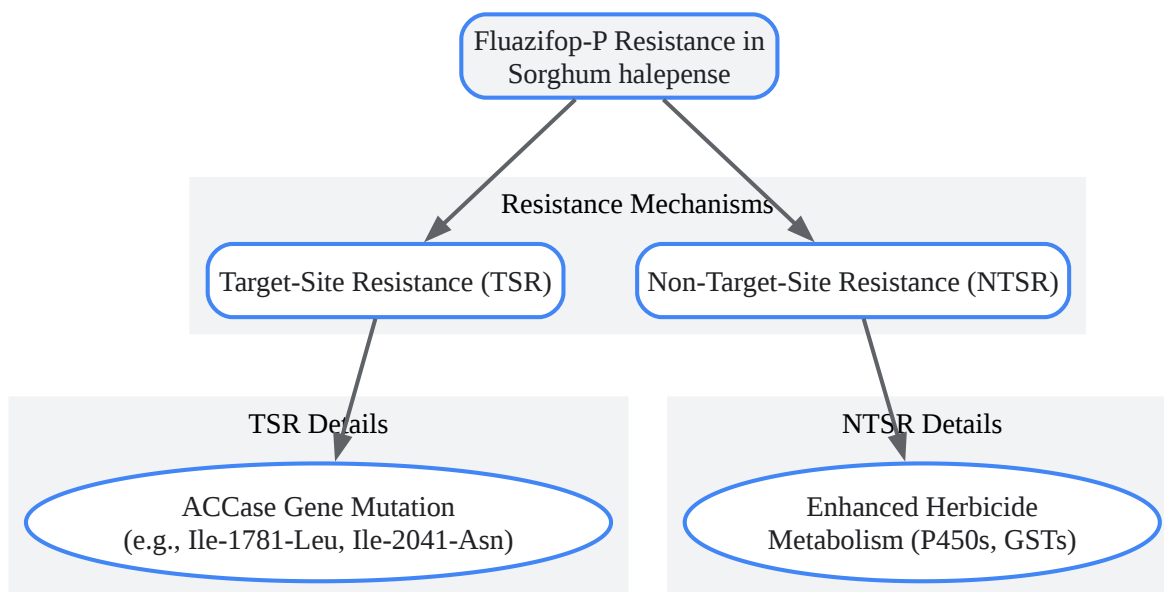 Fluazifop-P Resistance in
Sorghum halepense
Resistance Mechanisms
Target-Site Resistance (TSR)
Non-Target-Site Resistance (NTSR)
TSR Details
NTSR Details
ACCase Gene Mutation
(e.g., Ile-1781-Leu, Ile-2041-Asn)
Enhanced Herbicide
Metabolism (P450s, GSTs)